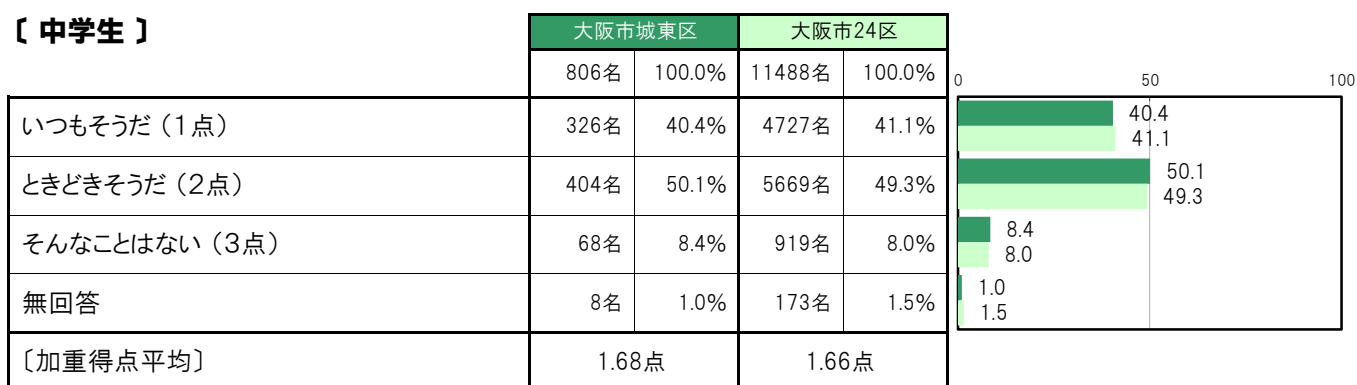 〔 中学生 〕
大阪市城東区 大阪市24区
806名 100.0% 11488名 100.0%
0 50 100
いつもそうだ（1点） 326名 40.4% 4727名 41.1%
40.4
41.1
ときどきそうだ（2点） 404名 50.1% 5669名 49.3%
50.1
49.3
そんなことはない（3点） 68名 8.4% 919名 8.0%
8.4
8.0
無回答 8名 1.0% 173名 1.5%
1.0
1.5
〔加重得点平均〕 1.68点 1.66点